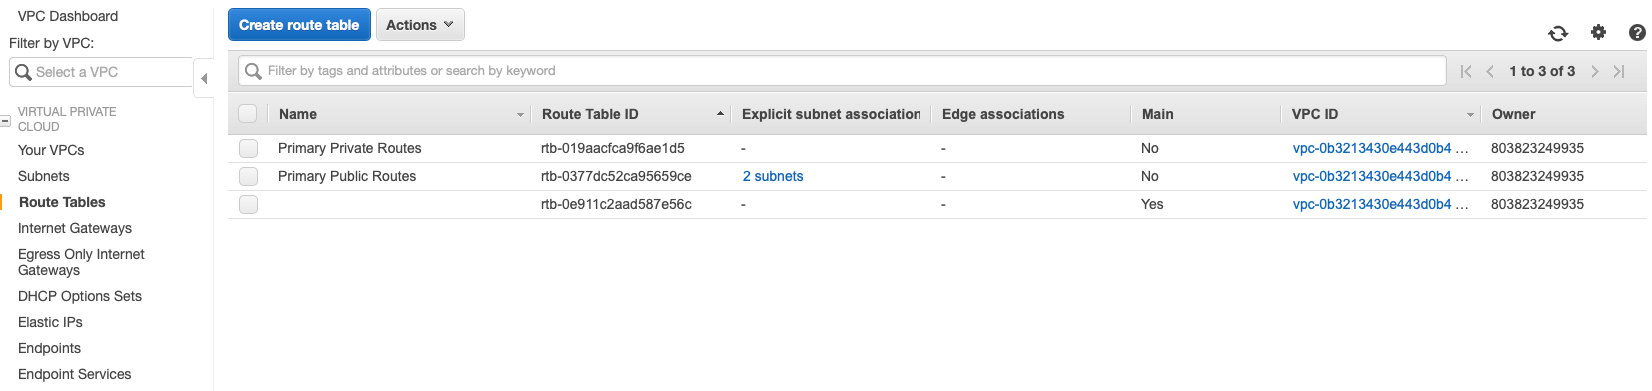 VPC Dashboard
Filter by VPC:
Select a VPC
VIRTUAL PRIVATE
CLOUD
Your VPCs
Subnets
Route Tables
Internet Gateways
Egress Only Internet
Gateways
DHCP Options Sets
Elastic IPs
Endpoints
Endpoint Services
Create route table Actions
Filter by tags and attributes or search by keyword 1 to 3 of 3
Name Route Table ID Explicit subnet association Edge associations Main VPC ID Owner
Primary Private Routes rtb-019aacfca9f6ae1d5 - - No vpc-0b3213430e443d0b4 ... 803823249935
Primary Public Routes rtb-0377dc52ca95659ce 2 subnets - No vpc-0b3213430e443d0b4 ... 803823249935
rtb-0e911c2aad587e56c - - Yes vpc-0b3213430e443d0b4 ... 803823249935